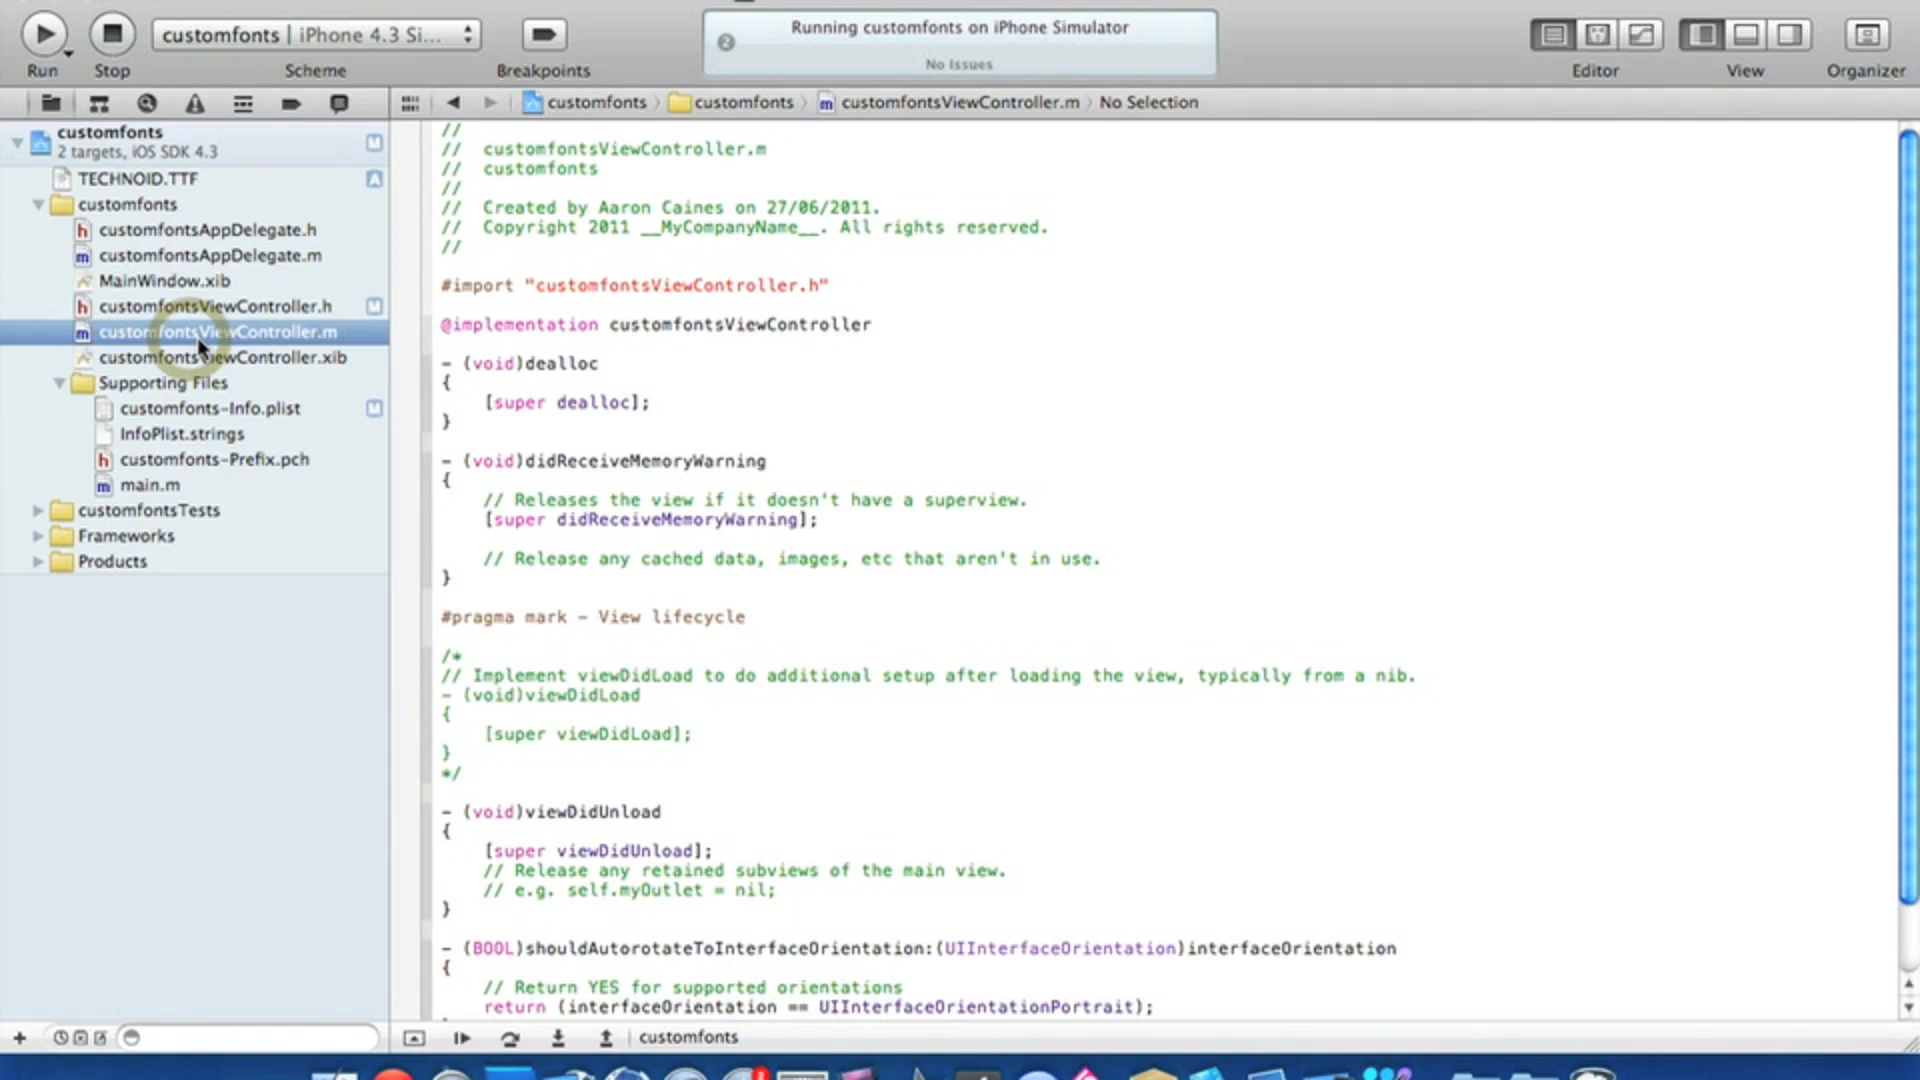 customfonts | iPhone 4.3 Si...
Running customfonts on iPhone Simulator
2
No Issues
Run
Stop
Scheme
Breakpoints
Editor
View
Organizer
customfonts
customfonts
customfontsViewController.m
No Selection
customfonts
M
2 targets, iOS SDK 4.3
TECHNOID.TTF
A
customfonts
h customfontsAppDelegate.h
m customfontsAppDelegate.m
MainWindow.xib
h customfontsViewController.h
M
m customfontsViewController.m
customfontsViewController.xib
Supporting Files
customfonts-Info.plist
M
InfoPlist.strings
h customfonts-Prefix.pch
m main.m
customfontsTests
Frameworks
Products
//
//  customfontsViewController.m
//  customfonts
//
//  Created by Aaron Caines on 27/06/2011.
//  Copyright 2011 __MyCompanyName__. All rights reserved.
//
#import "customfontsViewController.h"
@implementation customfontsViewController
- (void)dealloc
{
[super dealloc];
}
- (void)didReceiveMemoryWarning
{
// Releases the view if it doesn't have a superview.
[super didReceiveMemoryWarning];
// Release any cached data, images, etc that aren't in use.
}
#pragma mark - View lifecycle
/*
// Implement viewDidLoad to do additional setup after loading the view, typically from a nib.
- (void)viewDidLoad
{
[super viewDidLoad];
}
*/
- (void)viewDidUnload
{
[super viewDidUnload];
// Release any retained subviews of the main view.
// e.g. self.myOutlet = nil;
}
- (BOOL)shouldAutorotateToInterfaceOrientation:(UIInterfaceOrientation)interfaceOrientation
{
// Return YES for supported orientations
return (interfaceOrientation == UIInterfaceOrientationPortrait);
customfonts